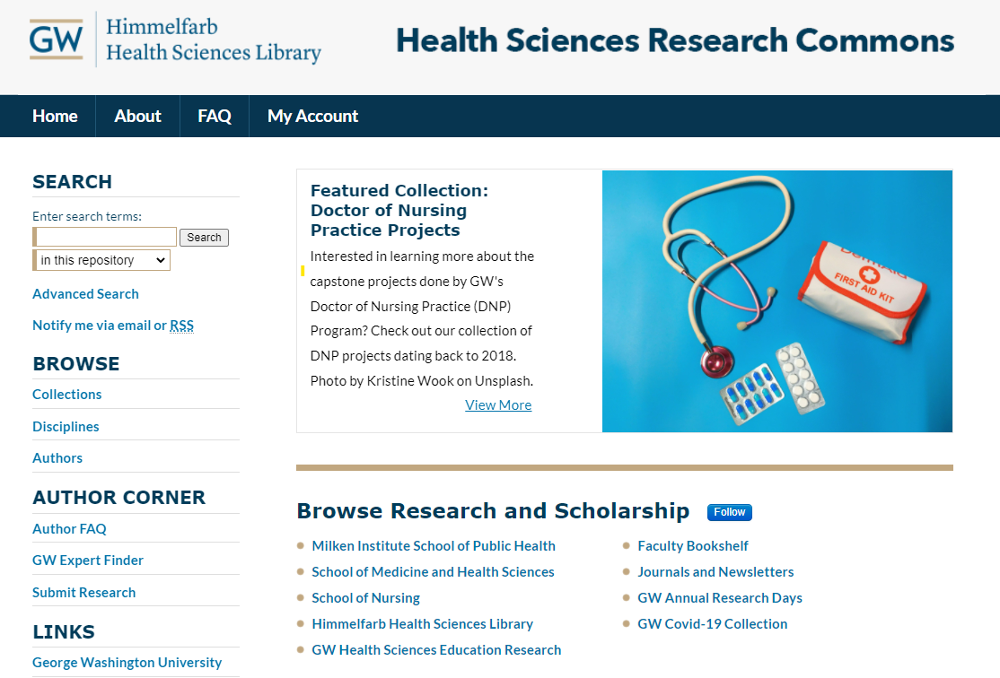 GW
Himmelfarb
Health Sciences Library
Health Sciences Research Commons
Home
About
FAQ
My Account
SEARCH
Enter search terms:
Search
in this repository
Advanced Search
Notify me via email or RSS
BROWSE
Collections
Disciplines
Authors
AUTHOR CORNER
Author FAQ
GW Expert Finder
Submit Research
LINKS
George Washington University
Featured Collection:
Doctor of Nursing
Practice Projects
Interested in learning more about the
capstone projects done by GW's
Doctor of Nursing Practice (DNP)
Program? Check out our collection of
DNP projects dating back to 2018.
Photo by Kristine Wook on Unsplash.
View More
FIRST AID KIT
Browse Research and Scholarship
Follow
Milken Institute School of Public Health
School of Medicine and Health Sciences
School of Nursing
Himmelfarb Health Sciences Library
GW Health Sciences Education Research
Faculty Bookshelf
Journals and Newsletters
GW Annual Research Days
GW Covid-19 Collection